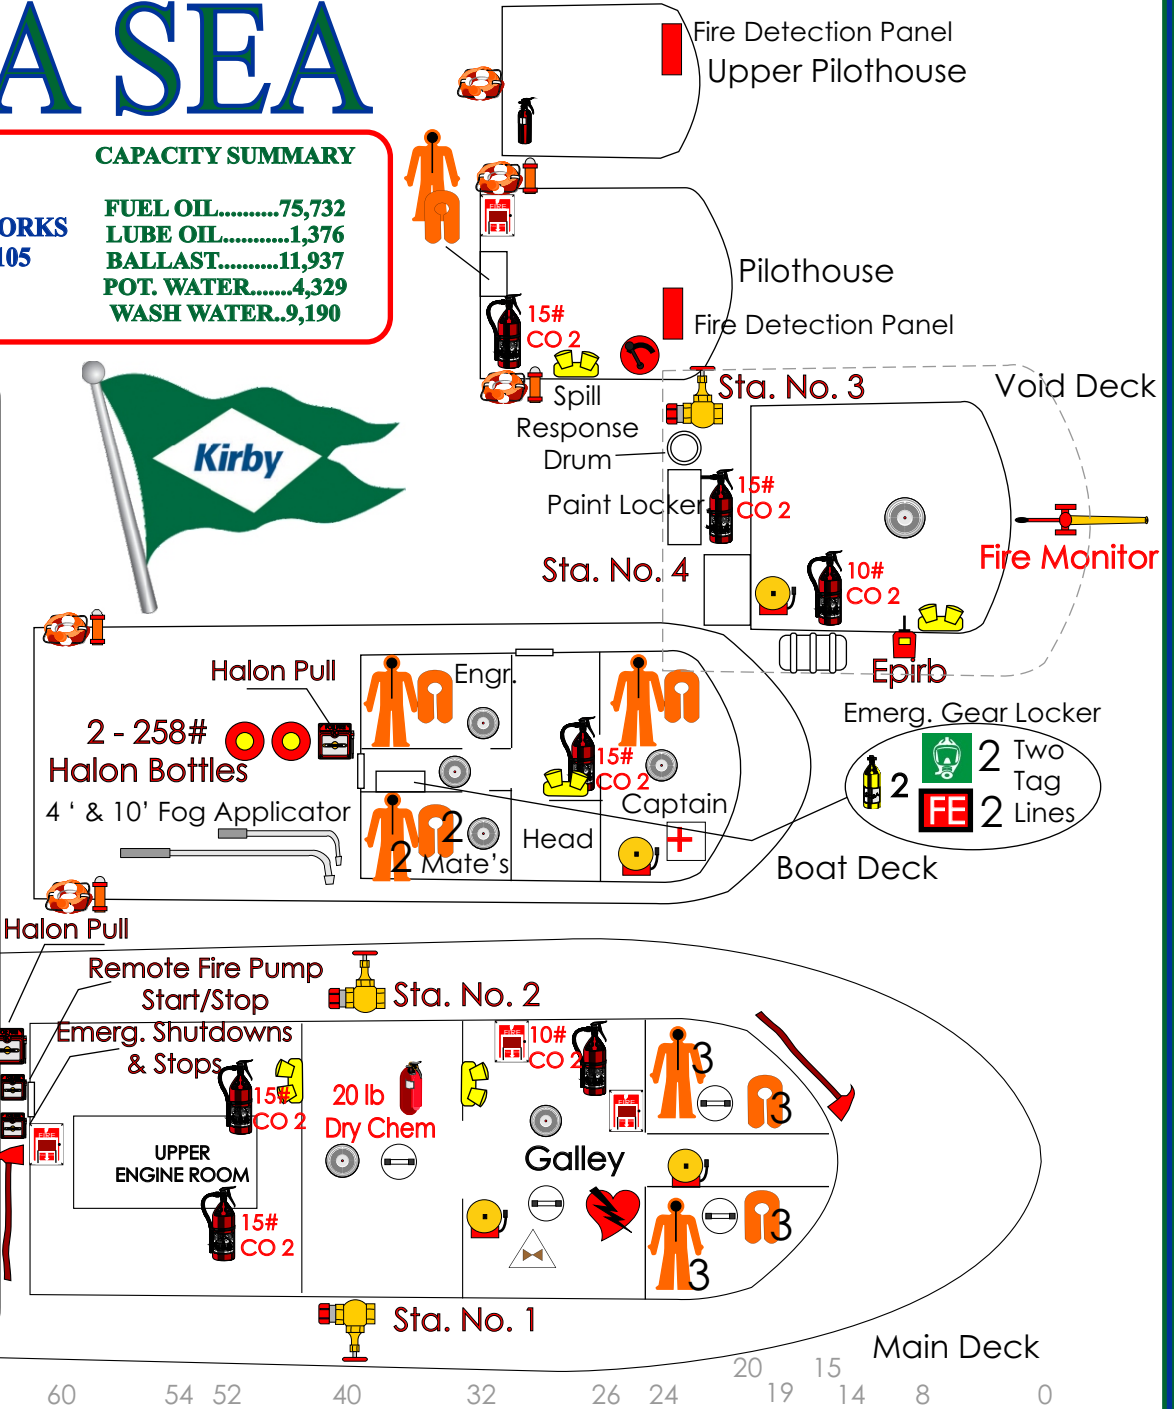 A SEA
CAPACITY SUMMARY
FUEL OIL..........75,732
LUBE OIL...........1,376
BALLAST..........11,937
POT. WATER.......4,329
WASH WATER..9,190
ORKS
105
Kirby
Fire Detection Panel
Upper Pilothouse
FIRE
Pilothouse
15#
CO 2
Fire Detection Panel
Spill
Response
Drum
Sta. No. 3
Void Deck
Paint Locker
15#
CO 2
Sta. No. 4
10#
CO 2
Fire Monitor
Epirb
Halon Pull
2 - 258#
Halon Bottles
4 ' & 10' Fog Applicator
Engr.
15#
CO 2
Captain
Head
2
2 Mate's
Emerg. Gear Locker
2
2
FE 2
Two
Tag
Lines
Boat Deck
Halon Pull
Remote Fire Pump
Start/Stop
Emerg. Shutdowns
& Stops
Sta. No. 2
15#
CO 2
20 lb
Dry Chem
10#
CO 2
FIRE
FIRE
FIRE
UPPER
ENGINE ROOM
15#
CO 2
Galley
3
3
3
3
Sta. No. 1
Main Deck
60
54
52
40
32
26
24
20
19
15
14
8
0